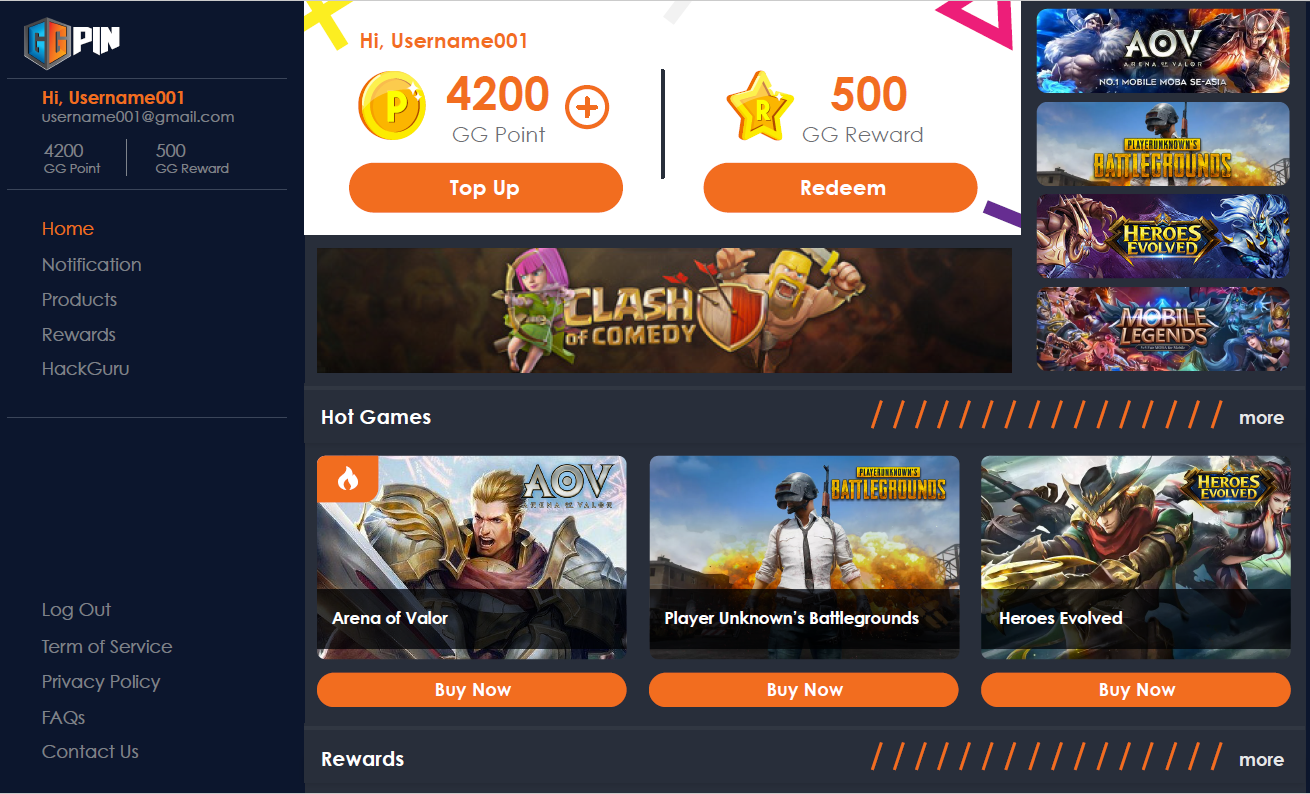 GGPIN
Hi, Username001
username001@gmail.com
4200
GG Point
500
GG Reward
Home
Notification
Products
Rewards
HackGuru
Log Out
Term of Service
Privacy Policy
FAQs
Contact Us
Hi, Username001
P
4200
GG Point
Top Up
R
500
GG Reward
Redeem
CLASH
OF COMEDY
AOV
ARENA OF VALOR
NO.1 MOBILE MOBA SE-ASIA
PLAYERUNKNOWN'S
BATTLEGROUNDS
HEROES
EVOLVED
MOBILE
LEGENDS
Hot Games
more
AOV
ARENA OF VALOR
Arena of Valor
Buy Now
PLAYERUNKNOWN'S
BATTLEGROUNDS
Player Unknown’s Battlegrounds
Buy Now
HEROES
EVOLVED
Heroes Evolved
Buy Now
Rewards
more